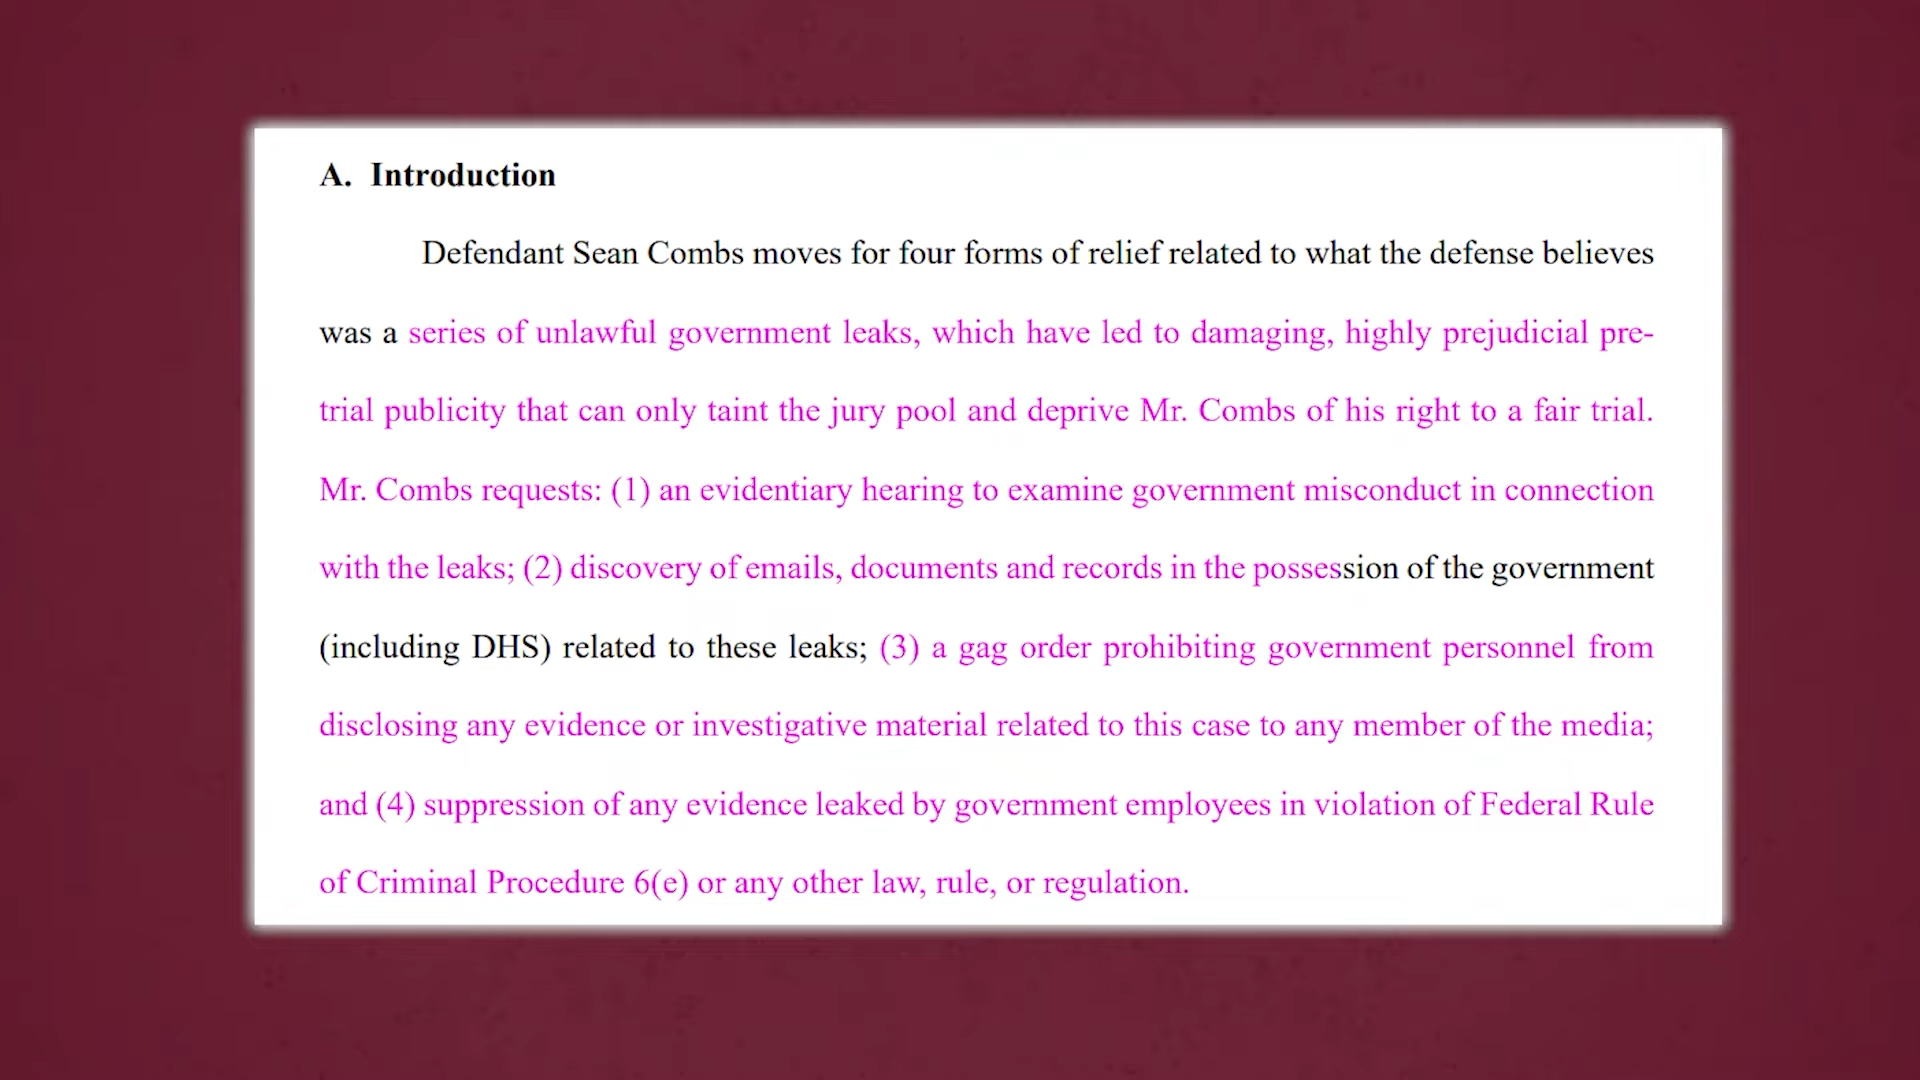 A. Introduction
Defendant Sean Combs moves for four forms of relief related to what the defense believes
was a series of unlawful government leaks, which have led to damaging, highly prejudicial pre-
trial publicity that can only taint the jury pool and deprive Mr. Combs of his right to a fair trial.
Mr. Combs requests: (1) an evidentiary hearing to examine government misconduct in connection
with the leaks; (2) discovery of emails, documents and records in the possession of the government
(including DHS) related to these leaks; (3) a gag order prohibiting government personnel from
disclosing any evidence or investigative material related to this case to any member of the media;
and (4) suppression of any evidence leaked by government employees in violation of Federal Rule
of Criminal Procedure 6(e) or any other law, rule, or regulation.